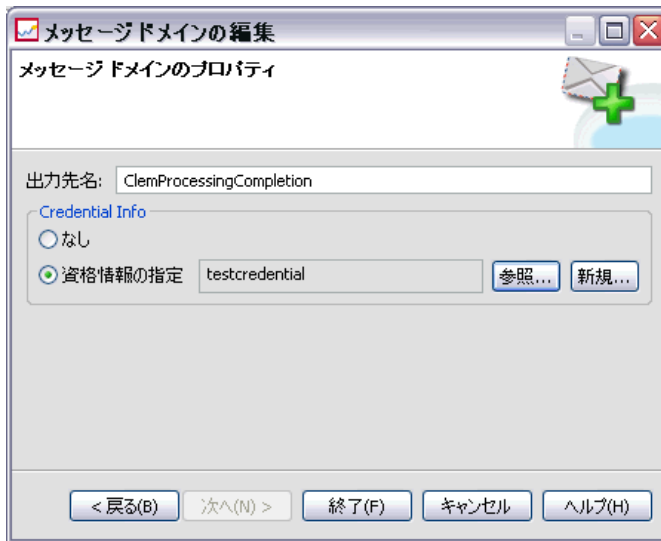 メッセージ ドメインの編集
メッセージ ドメインのプロパティ
出力先名: ClemProcessingCompletion
Credential Info
なし
資格情報の指定 testcredential 参照... 新規...
< 戻る(B) 次へ(N) > 終了(F) キャンセル ヘルプ(H)